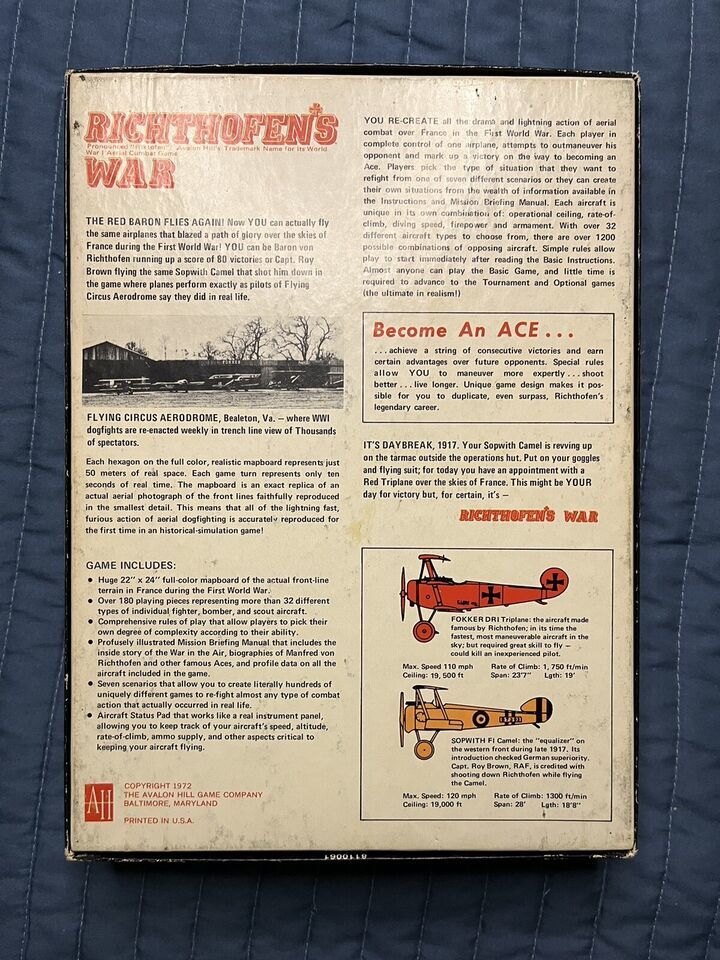 RICHTHOFEN'S
Pronounced "Riktofen". Avalon Hill's Trademark Name for its World
War I Aerial Combat Game
WAR
THE RED BARON FLIES AGAIN! Now YOU can actually fly
the same airplanes that blazed a path of glory over the skies of
France during the First World War! YOU can be Baron von
Richthofen running up a score of 80 victories or Capt. Roy
Brown flying the same Sopwith Camel that shot him down in
the game where planes perform exactly as pilots of Flying
Circus Aerodrome say they did in real life.
FOKKER
FLYING CIRCUS AERODROME, Bealeton, Va. — where WWI
dogfights are re-enacted weekly in trench line view of Thousands
of spectators.
Each hexagon on the full color, realistic mapboard represents just
50 meters of real space. Each game turn represents only ten
seconds of real time. The mapboard is an exact replica of an
actual aerial photograph of the front lines faithfully reproduced
in the smallest detail. This means that all of the lightning fast,
furious action of aerial dogfighting is accurately reproduced for
the first time in an historical-simulation game!
GAME INCLUDES:
● Huge 22" x 24" full-color mapboard of the actual front-line
terrain in France during the First World War.
● Over 180 playing pieces representing more than 32 different
types of individual fighter, bomber, and scout aircraft.
● Comprehensive rules of play that allow players to pick their
own degree of complexity according to their ability.
● Profusely illustrated Mission Briefing Manual that includes the
inside story of the War in the Air, biographies of Manfred von
Richthofen and other famous Aces, and profile data on all the
aircraft included in the game.
● Seven scenarios that allow you to create literally hundreds of
uniquely different games to re-fight almost any type of combat
action that actually occurred in real life.
● Aircraft Status Pad that works like a real instrument panel,
allowing you to keep track of your aircraft's speed, altitude,
rate-of-climb, ammo supply, and other aspects critical to
keeping your aircraft flying.
AH
COPYRIGHT 1972
THE AVALON HILL GAME COMPANY
BALTIMORE, MARYLAND
PRINTED IN U.S.A.
YOU RE-CREATE all the drama and lightning action of aerial
combat over France in the First World War. Each player in
complete control of one airplane, attempts to outmaneuver his
opponent and mark up a victory on the way to becoming an
Ace. Players pick the type of situation that they want to
refight from one of seven different scenarios or they can create
their own situations from the wealth of information available in
the Instructions and Mission Briefing Manual. Each aircraft is
unique in its own combination of: operational ceiling, rate-of-
climb, diving speed, firepower and armament. With over 32
different aircraft types to choose from, there are over 1200
possible combinations of opposing aircraft. Simple rules allow
play to start immediately after reading the Basic Instructions.
Almost anyone can play the Basic Game, and little time is
required to advance to the Tournament and Optional games
(the ultimate in realism!)
Become An ACE...
...achieve a string of consecutive victories and earn
certain advantages over future opponents. Special rules
allow YOU to maneuver more expertly...shoot
better...live longer. Unique game design makes it pos-
sible for you to duplicate, even surpass, Richthofen's
legendary career.
IT'S DAYBREAK, 1917. Your Sopwith Camel is revving up
on the tarmac outside the operations hut. Put on your goggles
and flying suit; for today you have an appointment with a
Red Triplane over the skies of France. This might be YOUR
day for victory but, for certain, it's —
RICHTHOFEN'S WAR
FOKKER DRI Triplane: the aircraft made
famous by Richthofen; in its time the
fastest, most maneuverable aircraft in the
sky; but required great skill to fly —
could kill an inexperienced pilot.
Max. Speed 110 mph Rate of Climb: 1,750 ft/min
Ceiling: 19,500 ft Span: 23'7" Lgth: 19'
SOPWITH FI Camel: the "equalizer" on
the western front during late 1917. Its
introduction checked German superiority.
Capt. Roy Brown, RAF, is credited with
shooting down Richthofen while flying
the Camel.
Max. Speed: 120 mph Rate of Climb: 1300 ft/min
Ceiling: 19,000 ft Span: 28' Lgth: 18'8"
8110061